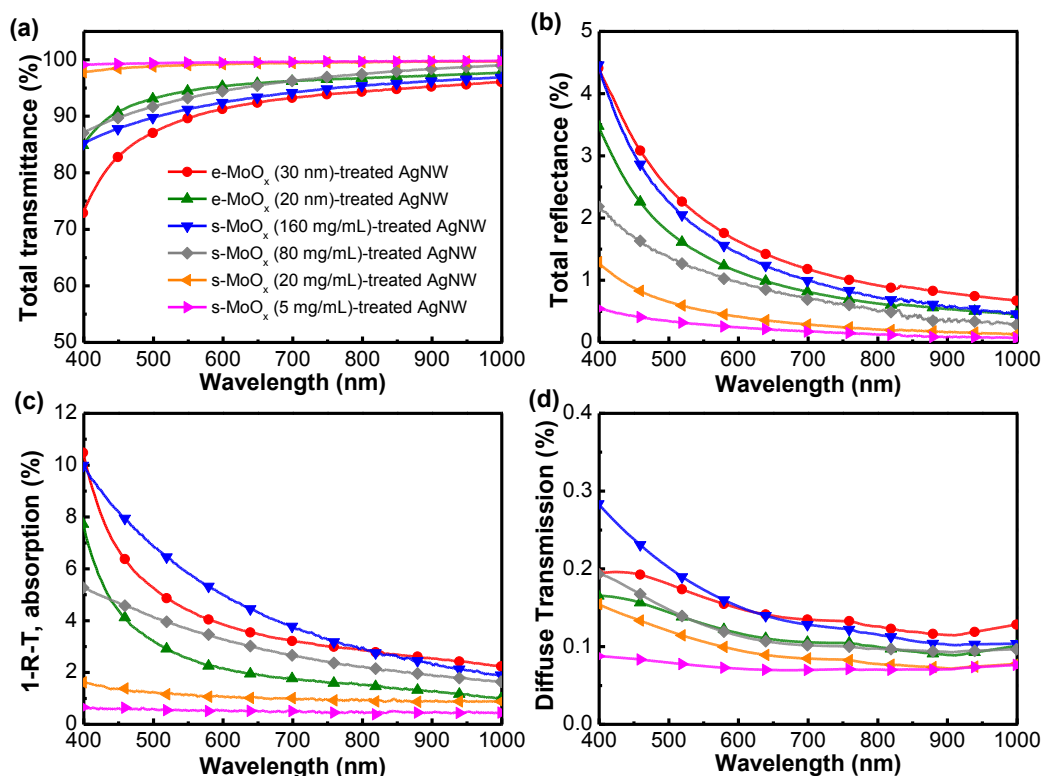 (a)
100
95
90
85
80
75
70
65
60
55
50
Total transmittance (%)
e-MoOx (30 nm)-treated AgNW
e-MoOx (20 nm)-treated AgNW
s-MoOx (160 mg/mL)-treated AgNW
s-MoOx (80 mg/mL)-treated AgNW
s-MoOx (20 mg/mL)-treated AgNW
s-MoOx (5 mg/mL)-treated AgNW
400 500 600 700 800 900 1000
Wavelength (nm)
(b)
5
4
3
2
1
0
Total reflectance (%)
400 500 600 700 800 900 1000
Wavelength (nm)
(c)
12
10
8
6
4
2
0
1-R-T, absorption (%)
400 500 600 700 800 900 1000
Wavelength (nm)
(d)
0.4
0.3
0.2
0.1
0.0
Diffuse Transmission (%)
400 500 600 700 800 900 1000
Wavelength (nm)